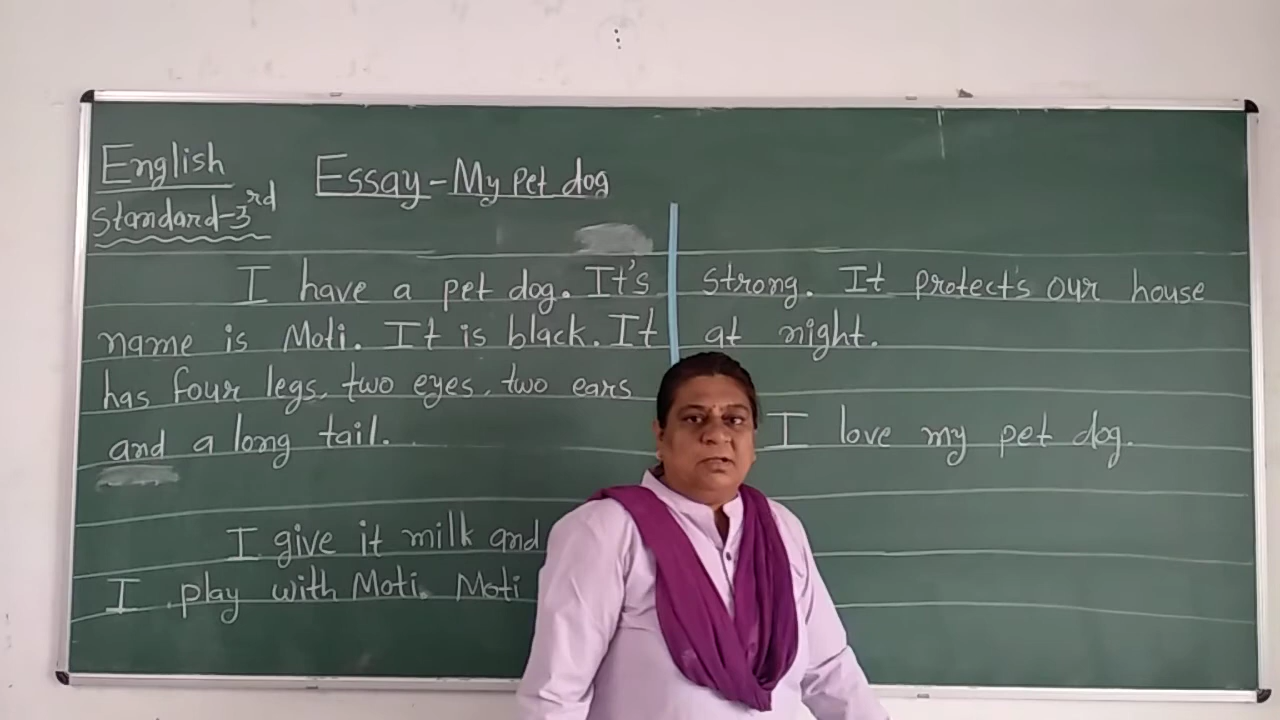 English
Standard-3rd
Essay-My Pet dog
I have a pet dog. It's
name is Moti. It is black. It
has four legs, two eyes, two ears
and a long tail.
I give it milk and
I play with Moti. Moti
strong. It protect's our house
at night.
I love my pet dog.